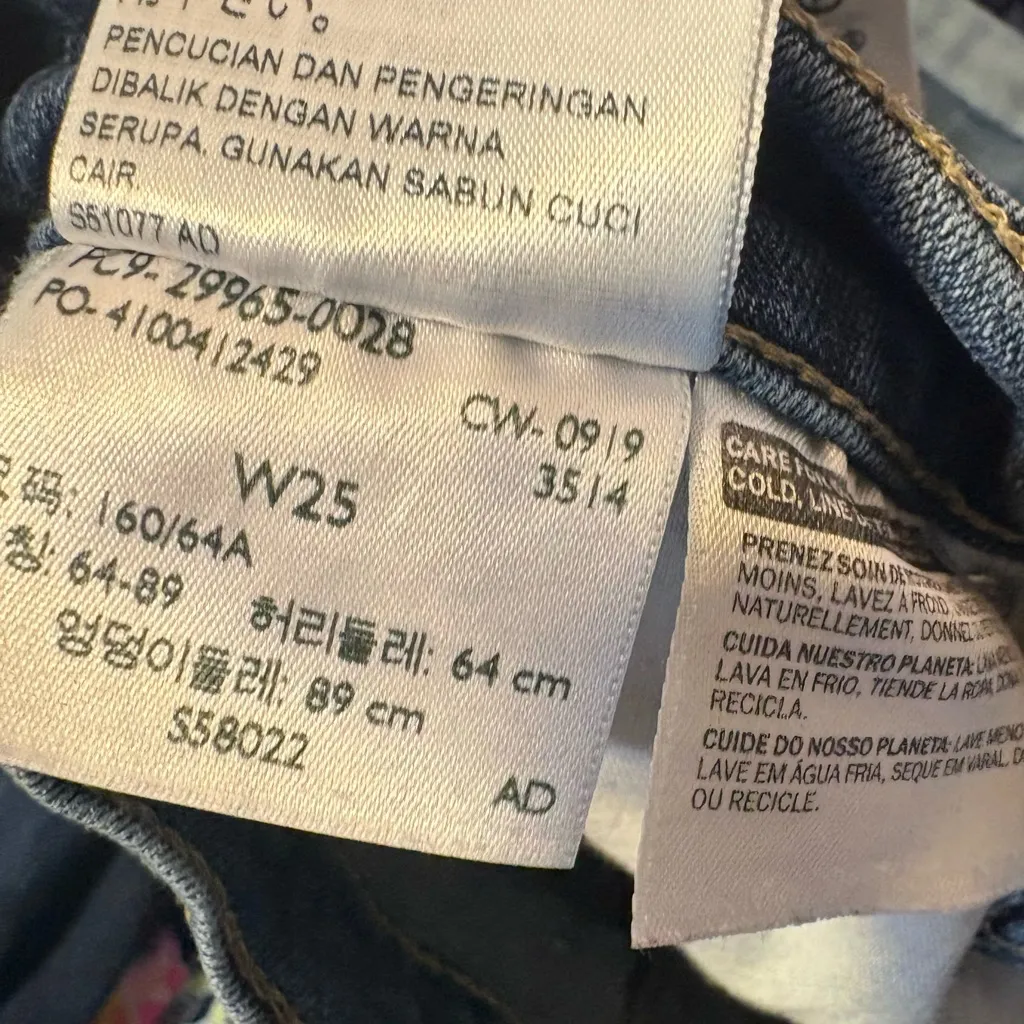 PENCUCIAN DAN PENGERINGAN
DIBALIK DENGAN WARNA
SERUPA. GUNAKAN SABUN CUCI
CAIR
S61077 AD
PC9- 29965-0028
PO- 4100412429
CW- 0919
3514
W25
160/64A
64-89
허리둘레: 64 cm
엉덩이둘레: 89 cm
S58022
AD
CARE
COLD,
PRENEZ SOIN DE
MOINS, LAVEZ À FROID,
NATURELLEMENT,
CUIDA NUESTRO PLANETA:
LAVA EN FRIO, TIENDE LA ROPA,
RECICLA.
CUIDE DO NOSSO PLANETA: LAVE MENO
LAVE EM ÁGUA FRIA, SEQUE EM VARAL,
OU RECICLE.